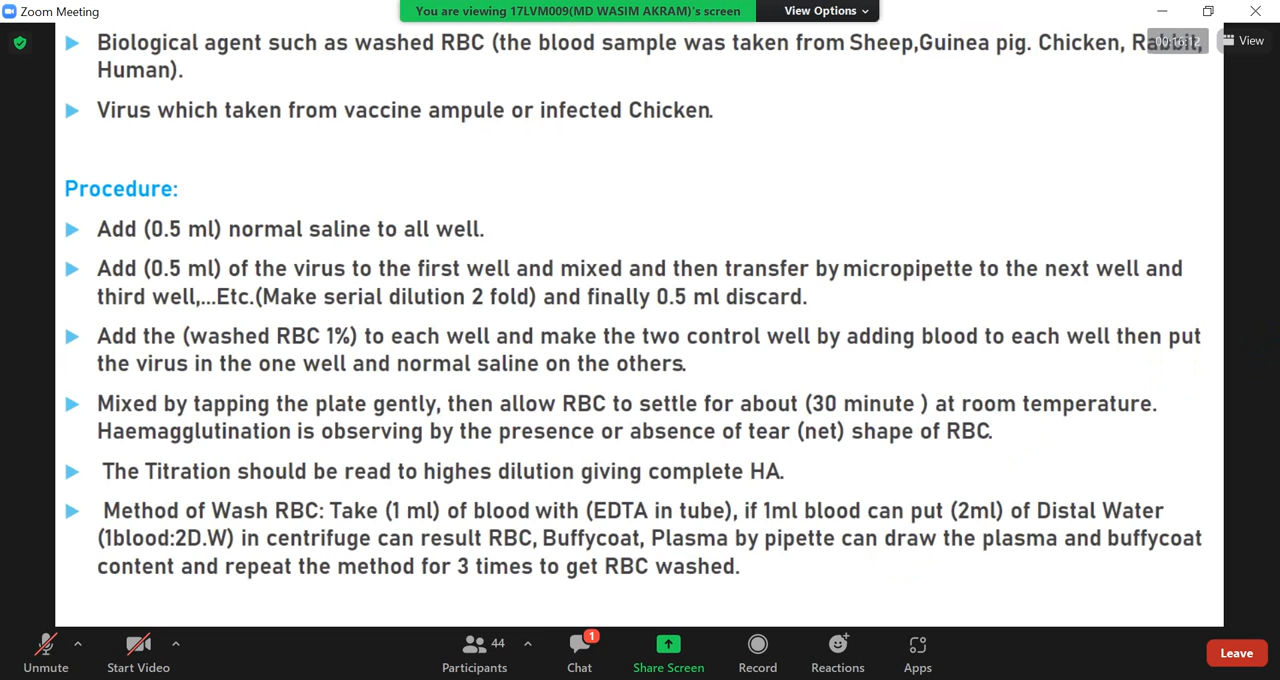 Zoom Meeting
You are viewing 17LVM009(MD WASIM AKRAM)'s screen
View Options
Biological agent such as washed RBC (the blood sample was taken from Sheep,Guinea pig. Chicken, Rabbit,
00:16:12
View
Human).
Virus which taken from vaccine ampule or infected Chicken.
Procedure:
Add (0.5 ml) normal saline to all well.
Add (0.5 ml) of the virus to the first well and mixed and then transfer by micropipette to the next well and
third well,...Etc.(Make serial dilution 2 fold) and finally 0.5 ml discard.
Add the (washed RBC 1%) to each well and make the two control well by adding blood to each well then put
the virus in the one well and normal saline on the others.
Mixed by tapping the plate gently, then allow RBC to settle for about (30 minute ) at room temperature.
Haemagglutination is observing by the presence or absence of tear (net) shape of RBC.
The Titration should be read to highes dilution giving complete HA.
Method of Wash RBC: Take (1 ml) of blood with (EDTA in tube), if 1ml blood can put (2ml) of Distal Water
(1blood:2D.W) in centrifuge can result RBC, Buffycoat, Plasma by pipette can draw the plasma and buffycoat
content and repeat the method for 3 times to get RBC washed.
44
1
Unmute
Start Video
Participants
Chat
Share Screen
Record
Reactions
Apps
Leave